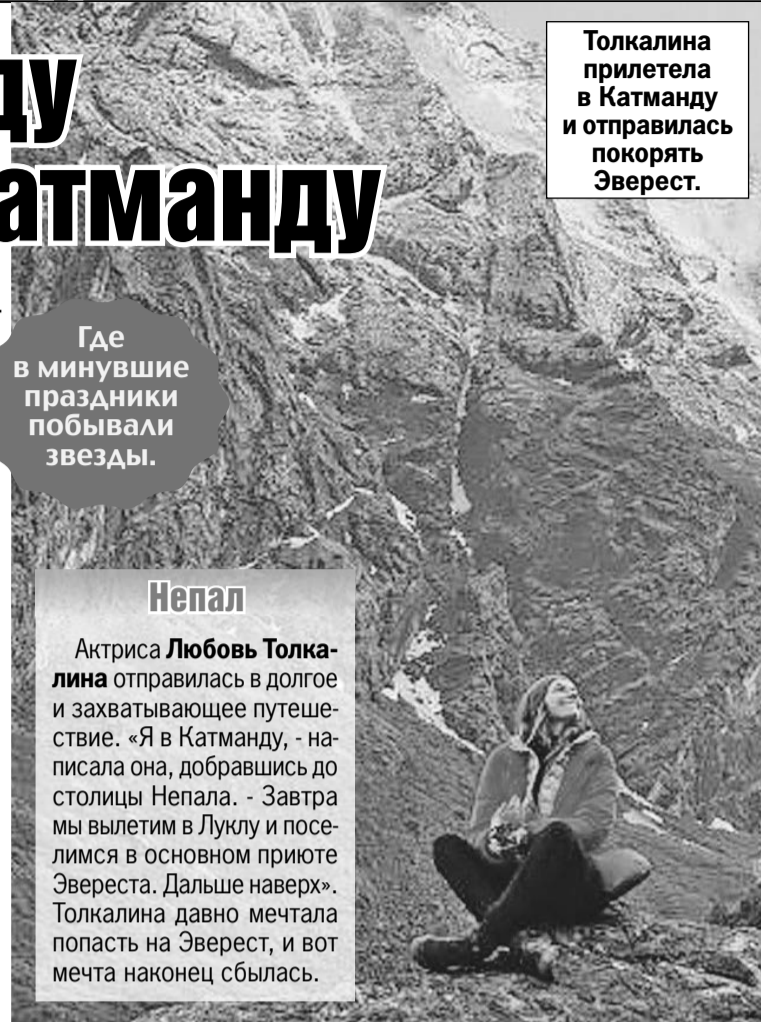 ду
атманду
Толкалина
прилетела
в Катманду
и отправилась
покорять
Эверест.
Где
в минувшие
праздники
побывали
звезды.
Непал
Актриса Любовь Толка-
лина отправилась в долгое
и захватывающее путеше-
ствие. «Я в Катманду, - на-
писала она, добравшись до
столицы Непала. - Завтра
мы вылетим в Луклу и посе-
лимся в основном приюте
Эвереста. Дальше наверх».
Толкалина давно мечтала
попасть на Эверест, и вот
мечта наконец сбылась.